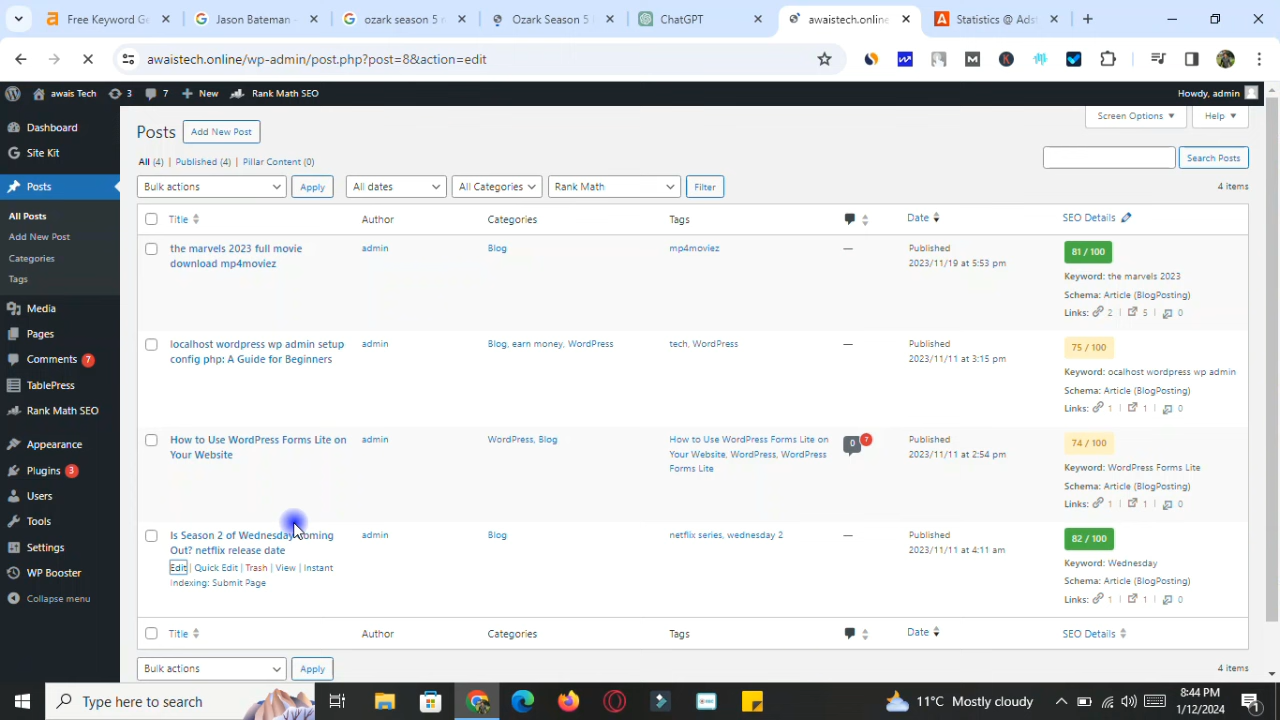 Free Keyword Ge
Jason Bateman -
ozark season 5 r
Ozark Season 5
ChatGPT
awaistech.online
Statistics @ Ads
awaistech.online/wp-admin/post.php?post=8&action=edit
awais Tech 3 7 New Rank Math SEO Howdy, admin
Dashboard
Site Kit
Posts
All Posts
Add New Post
Categories
Tags
Media
Pages
Comments 7
TablePress
Rank Math SEO
Appearance
Plugins 3
Users
Tools
Settings
WP Booster
Collapse menu
Screen Options Help
Posts Add New Post
All (4) | Published (4) | Pillar Content (0)
Search Posts
Bulk actions Apply All dates All Categories Rank Math Filter 4 items
Title Author Categories Tags Date SEO Details
the marvels 2023 full movie
download mp4moviez
admin
Blog
mp4moviez
—
Published
2023/11/19 at 5:53 pm
81 / 100
Keyword: the marvels 2023
Schema: Article (BlogPosting)
Links: 2 | 5 | 0
localhost wordpress wp admin setup
config php: A Guide for Beginners
admin
Blog, earn money, WordPress
tech, WordPress
—
Published
2023/11/11 at 3:15 pm
75 / 100
Keyword: ocalhost wordpress wp admin
Schema: Article (BlogPosting)
Links: 1 | 1 | 0
How to Use WordPress Forms Lite on
Your Website
admin
WordPress, Blog
How to Use WordPress Forms Lite on
Your Website, WordPress, WordPress
Forms Lite
0 7
Published
2023/11/11 at 2:54 pm
74 / 100
Keyword: WordPress Forms Lite
Schema: Article (BlogPosting)
Links: 1 | 1 | 0
Is Season 2 of Wednesday Coming
Out? netflix release date
Edit | Quick Edit | Trash | View | Instant
Indexing: Submit Page
admin
Blog
netflix series, wednesday 2
—
Published
2023/11/11 at 4:11 am
82 / 100
Keyword: Wednesday
Schema: Article (BlogPosting)
Links: 1 | 1 | 0
Title Author Categories Tags Date SEO Details
Bulk actions Apply 4 items
Type here to search
11°C Mostly cloudy
8:44 PM
1/12/2024
1